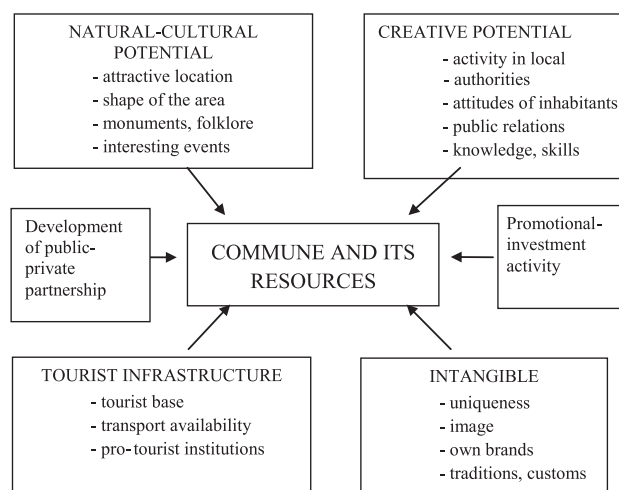 NATURAL-CULTURAL
POTENTIAL
- attractive location
- shape of the area
- monuments, folklore
- interesting events
CREATIVE POTENTIAL
- activity in local
- authorities
- attitudes of inhabitants
- public relations
- knowledge, skills
Development
of public-
private
partnership
COMMUNE AND ITS
RESOURCES
Promotional-
investment
activity
TOURIST INFRASTRUCTURE
- tourist base
- transport availability
- pro-tourist institutions
INTANGIBLE
- uniqueness
- image
- own brands
- traditions, customs